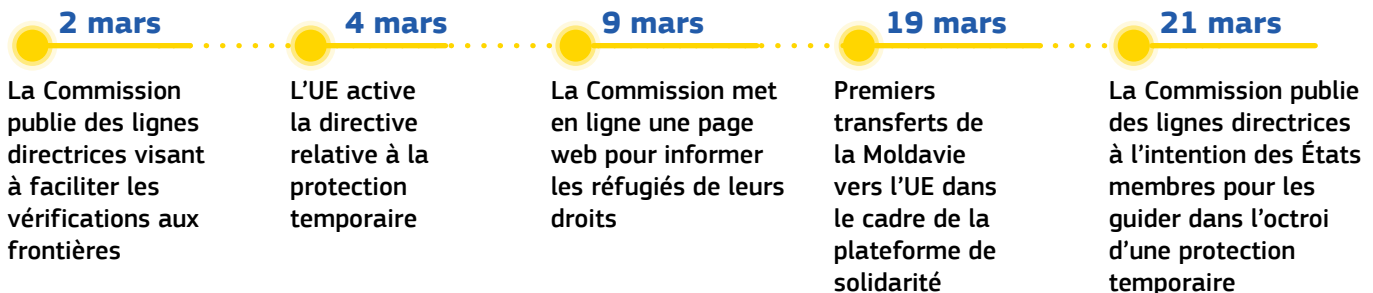 2 mars
La Commission
publie des lignes
directrices visant
à faciliter les
vérifications aux
frontières
4 mars
L’UE active
la directive
relative à la
protection
temporaire
9 mars
La Commission met
en ligne une page
web pour informer
les réfugiés de leurs
droits
19 mars
Premiers
transferts de
la Moldavie
vers l’UE dans
le cadre de la
plateforme de
solidarité
21 mars
La Commission publie
des lignes directrices
à l’intention des États
membres pour les
guider dans l’octroi
d’une protection
temporaire